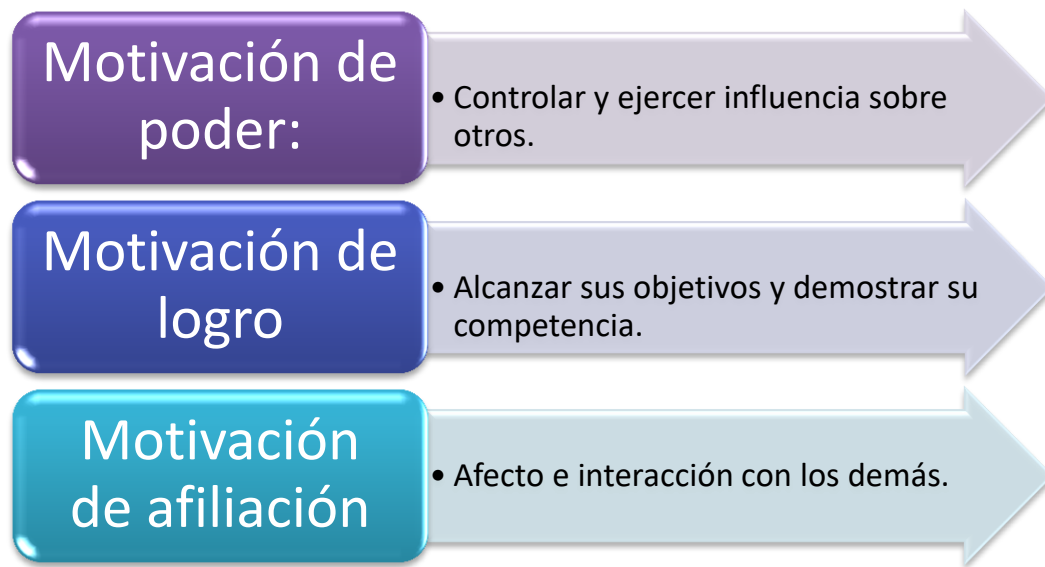 Motivación de
poder:
• Controlar y ejercer influencia sobre
otros.
Motivación de
logro
• Alcanzar sus objetivos y demostrar su
competencia.
Motivación
de afiliación
• Afecto e interacción con los demás.